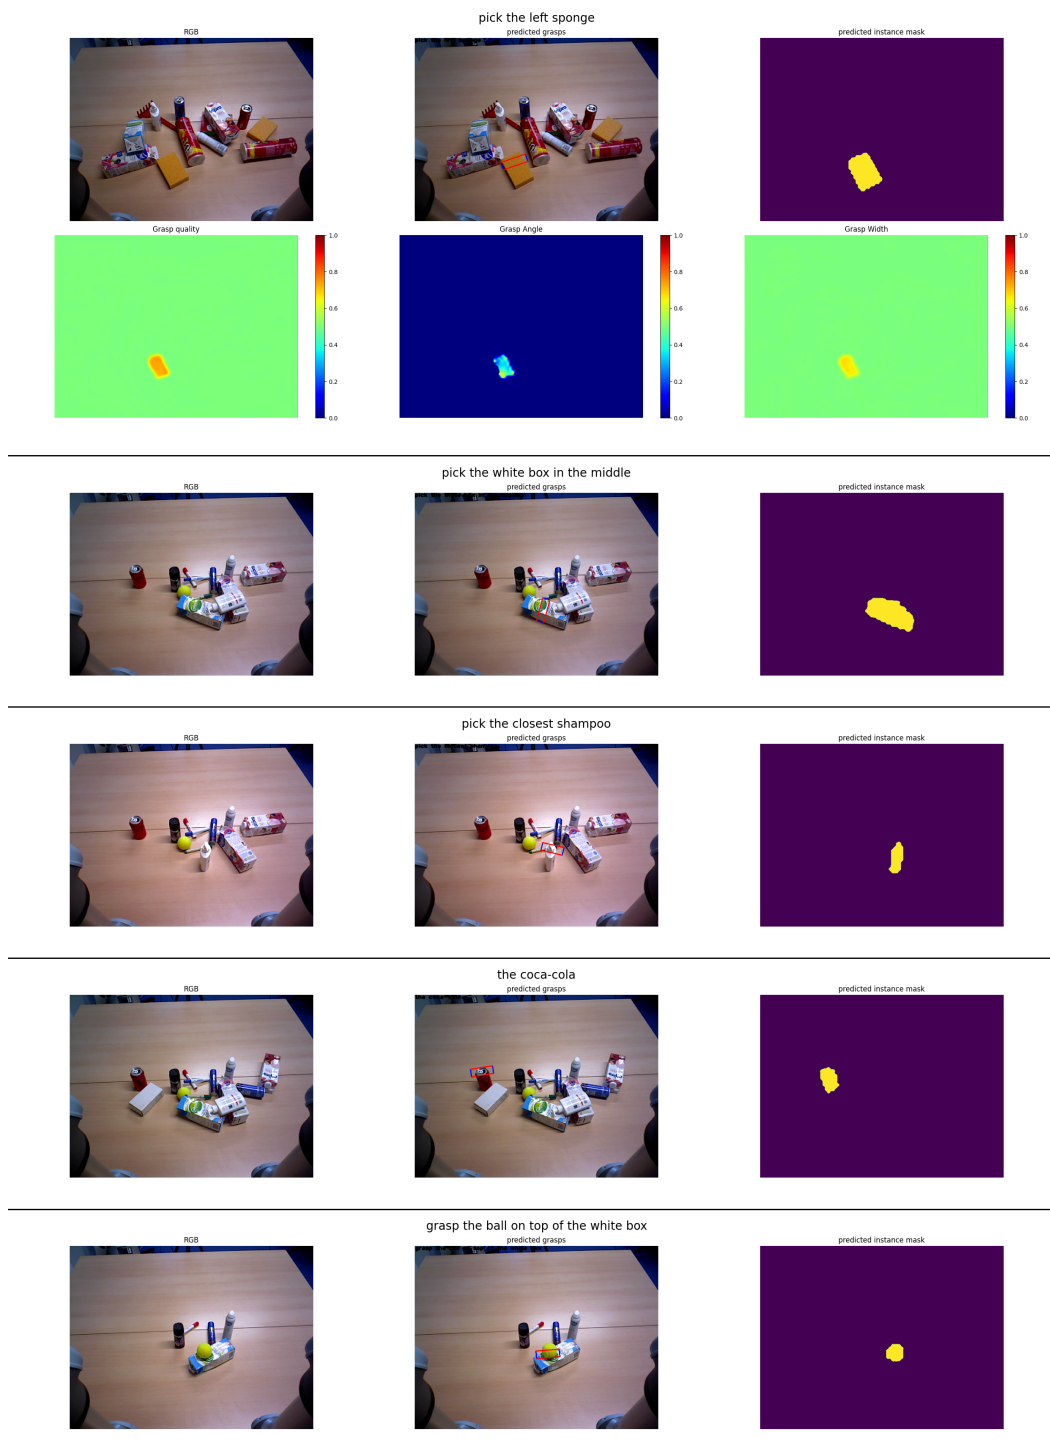 pick the left sponge
RGB
predicted grasps
predicted instance mask
Grasp quality
Grasp Angle
Grasp Width
1.0
0.8
0.6
0.4
0.2
0.0
1.0
0.8
0.6
0.4
0.2
0.0
1.0
0.8
0.6
0.4
0.2
0.0
pick the white box in the middle
RGB
predicted grasps
predicted instance mask
pick the closest shampoo
RGB
predicted grasps
predicted instance mask
the coca-cola
RGB
predicted grasps
predicted instance mask
grasp the ball on top of the white box
RGB
predicted grasps
predicted instance mask